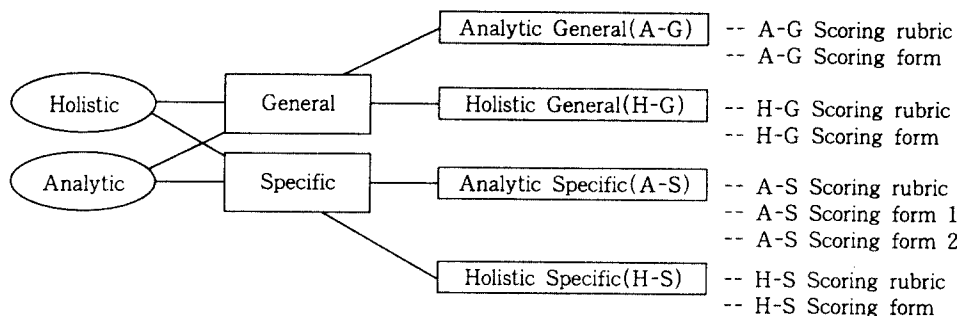 Analytic General(A-G) -- A-G Scoring rubric
-- A-G Scoring form
Holistic General Holistic General(H-G) -- H-G Scoring rubric
-- H-G Scoring form
Analytic Specific Analytic Specific(A-S) -- A-S Scoring rubric
-- A-S Scoring form 1
-- A-S Scoring form 2
Holistic Specific(H-S) -- H-S Scoring rubric
-- H-S Scoring form